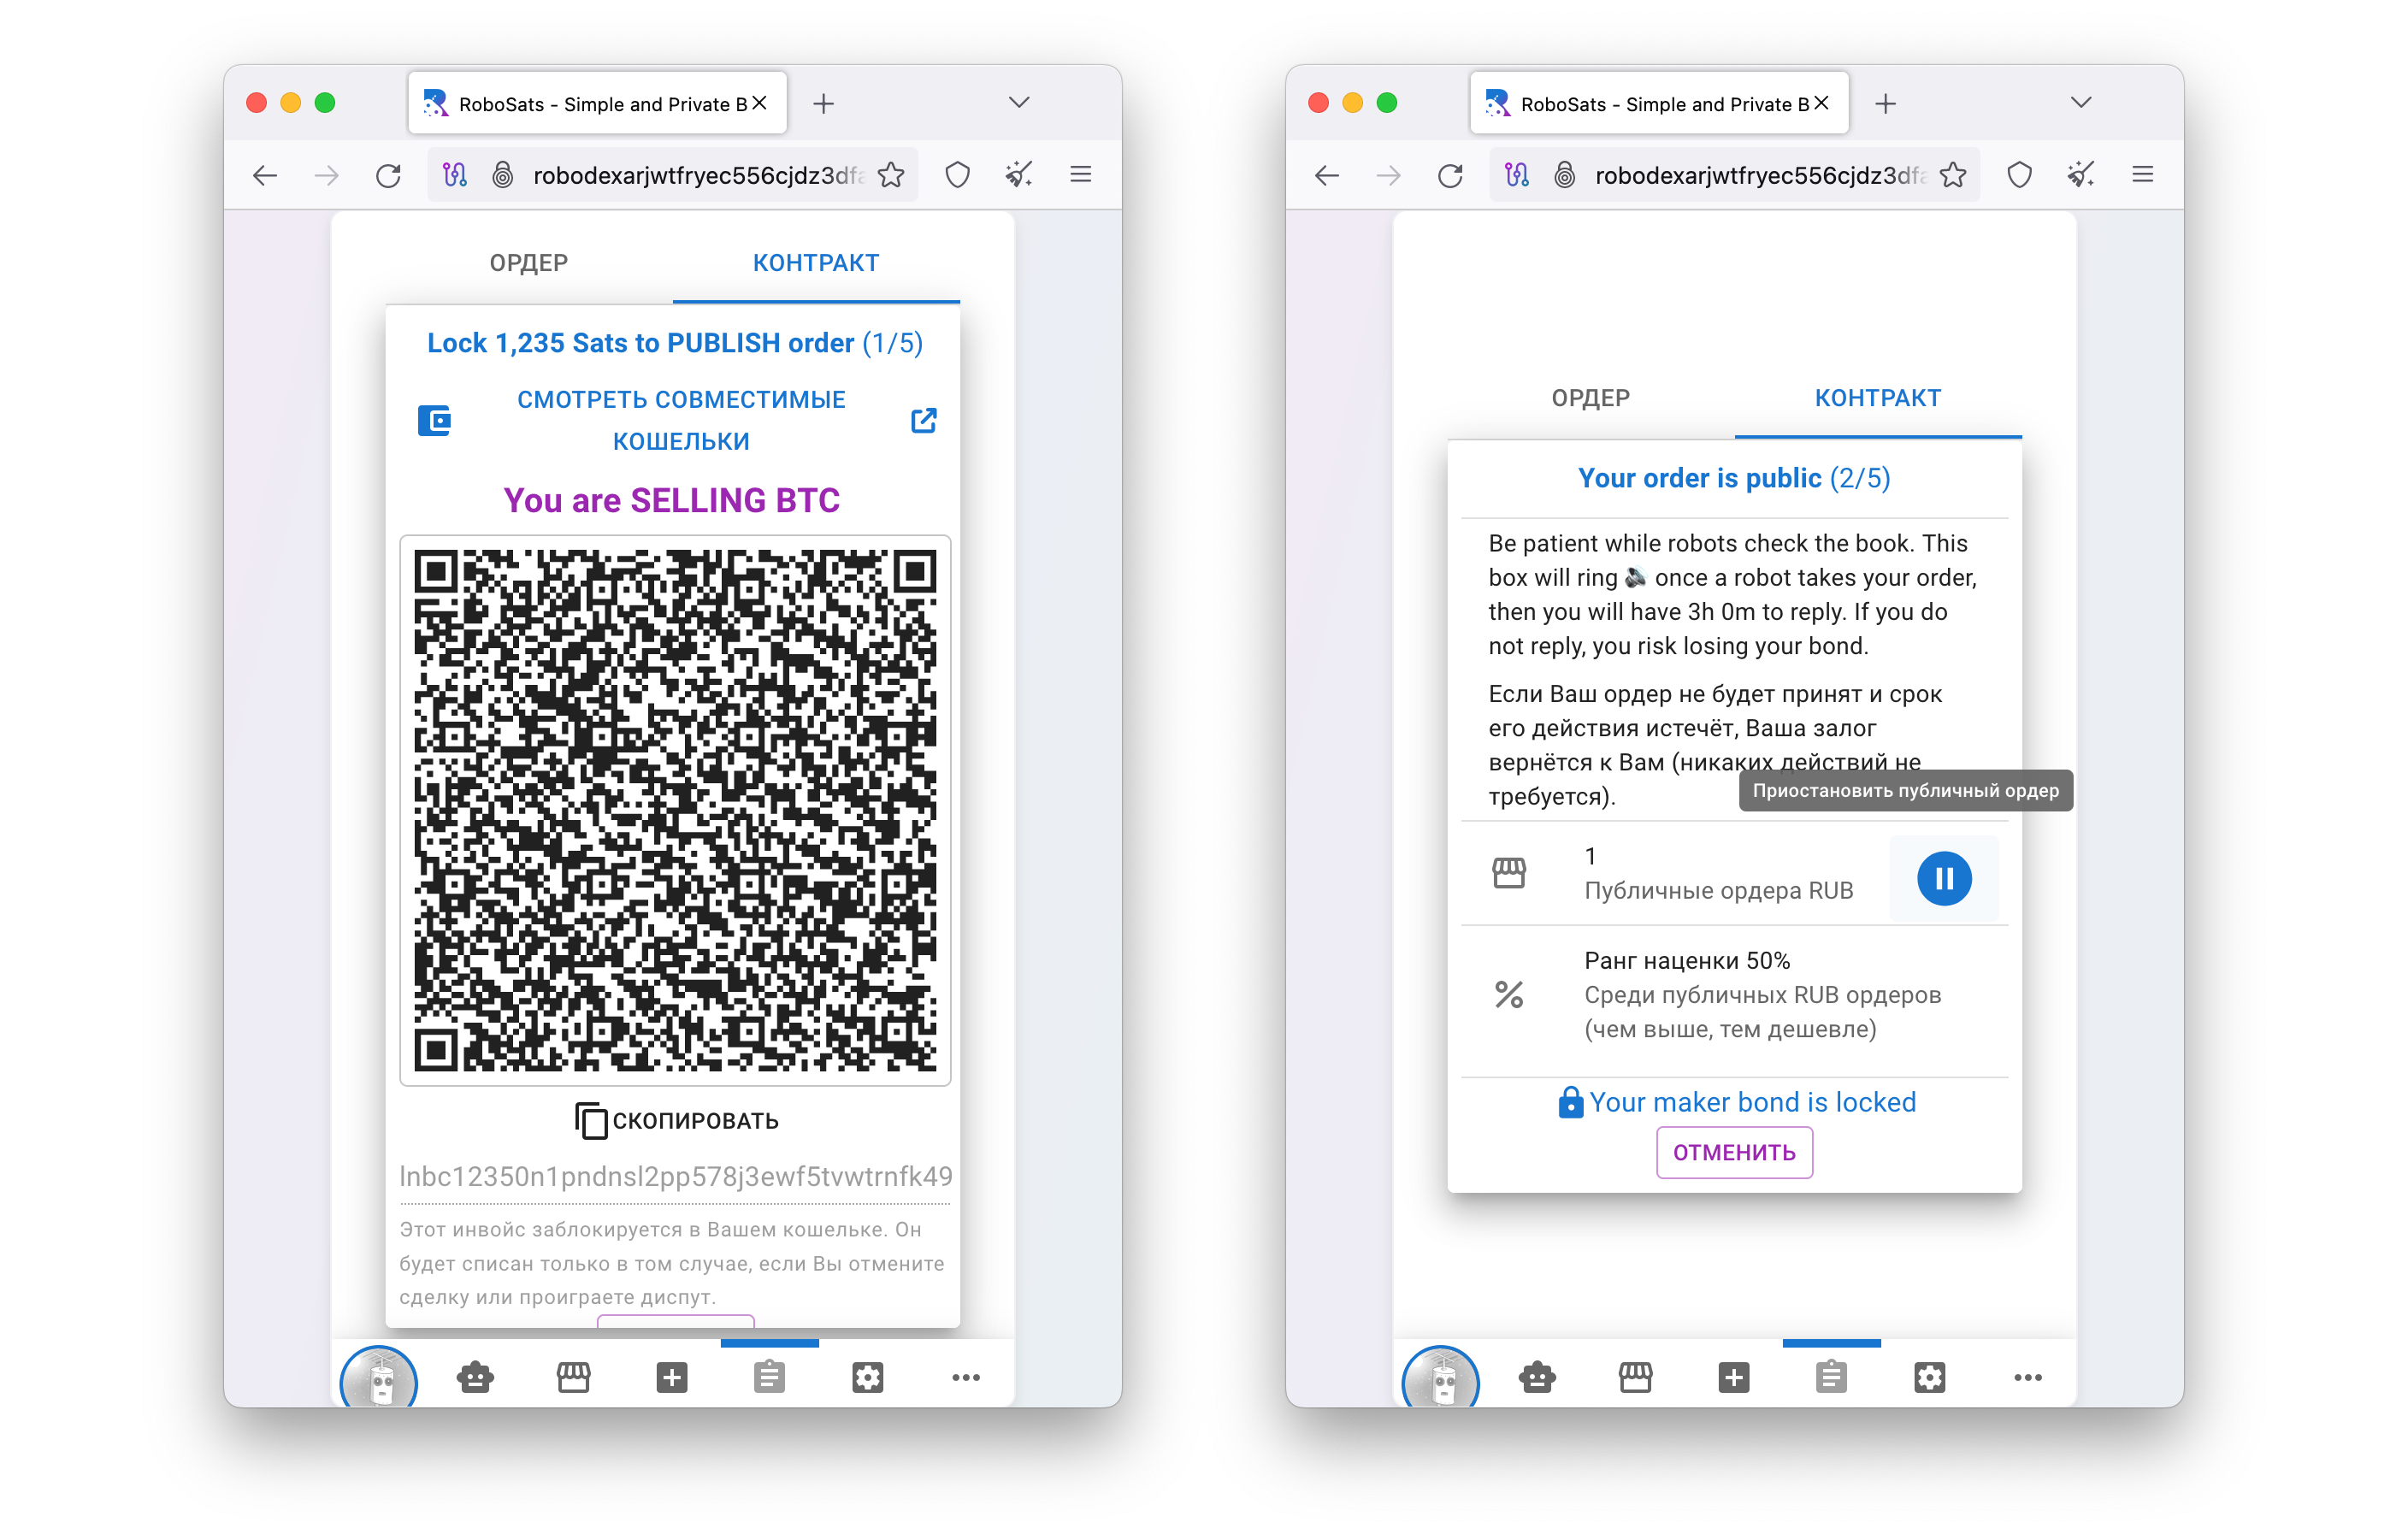 RoboSats - Simple and Private B
robodexarjwtfryec556cjdz3dfa
ОРДЕР
КОНТРАКТ
Lock 1,235 Sats to PUBLISH order (1/5)
СМОТРЕТЬ СОВМЕСТИМЫЕ
КОШЕЛЬКИ
You are SELLING BTC
СКОПИРОВАТЬ
lnbc12350n1pndnsl2pp578j3ewf5tvwtrnfk49
Этот инвойс заблокируется в Вашем кошельке. Он
будет списан только в том случае, если Вы отмените
сделку или проиграете диспут.
RoboSats - Simple and Private B
robodexarjwtfryec556cjdz3dfa
ОРДЕР
КОНТРАКТ
Your order is public (2/5)
Be patient while robots check the book. This
box will ring 🔊 once a robot takes your order,
then you will have 3h 0m to reply. If you do
not reply, you risk losing your bond.
Если Ваш ордер не будет принят и срок
его действия истечёт, Ваша залог
вернётся к Вам (никаких действий не
требуется).
Приостановить публичный ордер
1
Публичные ордера RUB
Ранг наценки 50%
Среди публичных RUB ордеров
(чем выше, тем дешевле)
Your maker bond is locked
ОТМЕНИТЬ